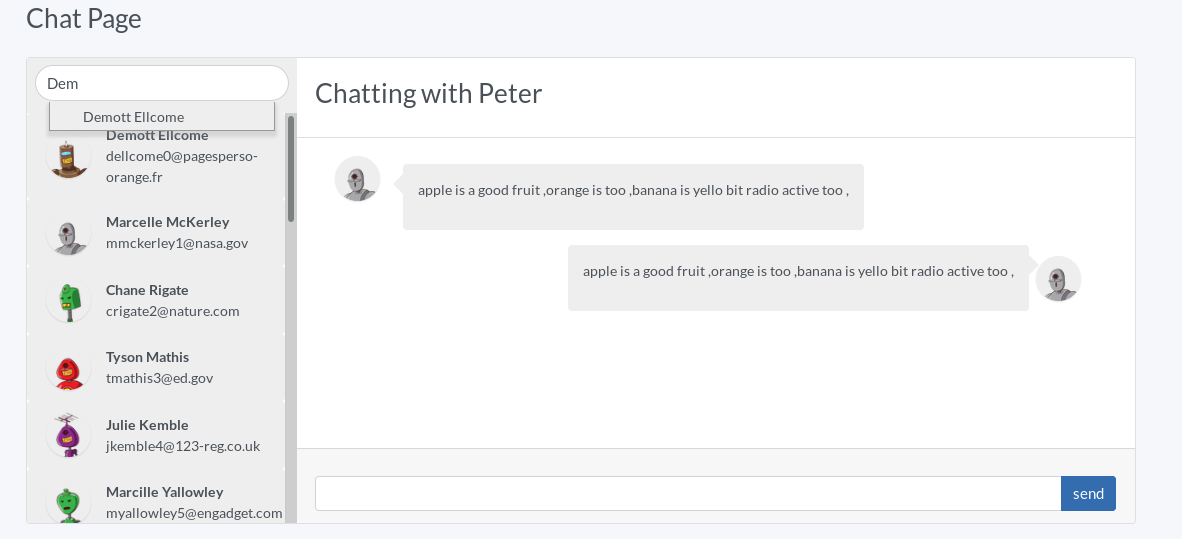 Chat Page
Dem
Demott Ellcome
Demott Ellcome
dellcome0@pagesperso-
orange.fr
Marcelle McKerley
mmckerley1@nasa.gov
Chane Rigate
crigate2@nature.com
Tyson Mathis
tmathis3@ed.gov
Julie Kemble
jkemble4@123-reg.co.uk
Marcille Yallowley
myallowley5@engadget.com
Chatting with Peter
apple is a good fruit ,orange is too ,banana is yello bit radio active too ,
apple is a good fruit ,orange is too ,banana is yello bit radio active too ,
send